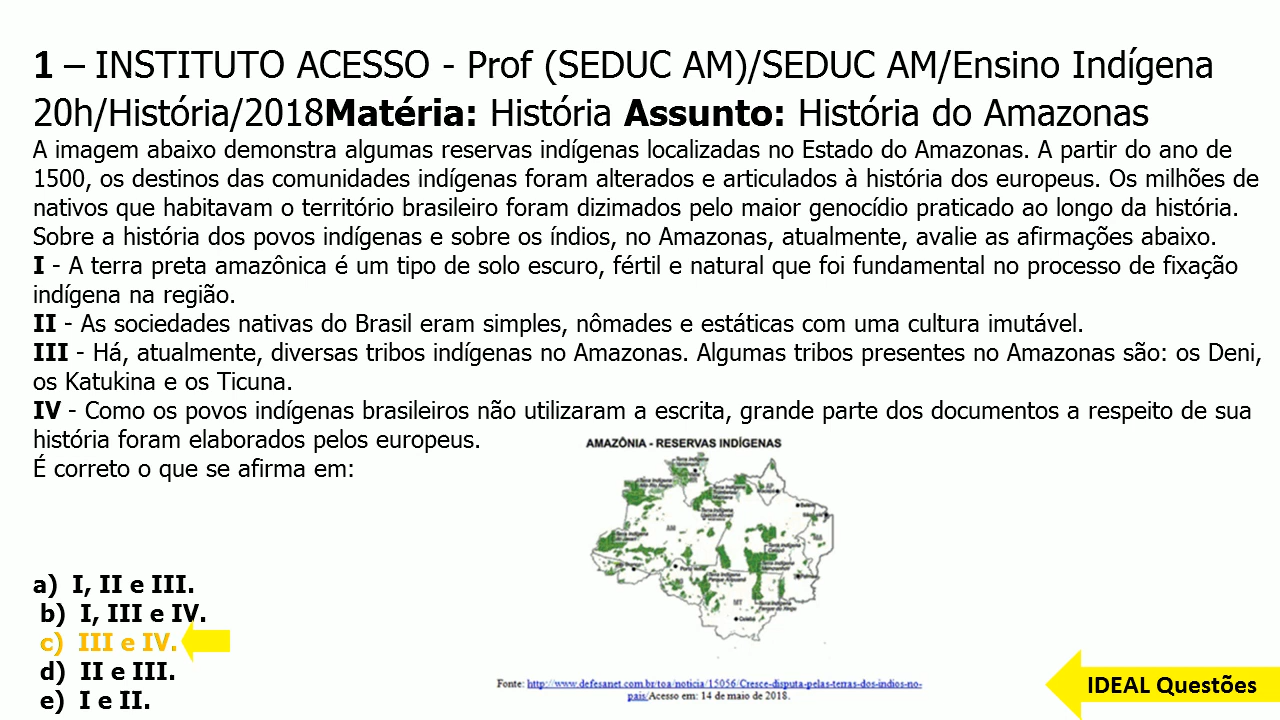 1 – INSTITUTO ACESSO - Prof (SEDUC AM)/SEDUC AM/Ensino Indígena
20h/História/2018Matéria: História Assunto: História do Amazonas
A imagem abaixo demonstra algumas reservas indígenas localizadas no Estado do Amazonas. A partir do ano de
1500, os destinos das comunidades indígenas foram alterados e articulados à história dos europeus. Os milhões de
nativos que habitavam o território brasileiro foram dizimados pelo maior genocídio praticado ao longo da história.
Sobre a história dos povos indígenas e sobre os índios, no Amazonas, atualmente, avalie as afirmações abaixo.
I - A terra preta amazônica é um tipo de solo escuro, fértil e natural que foi fundamental no processo de fixação
indígena na região.
II - As sociedades nativas do Brasil eram simples, nômades e estáticas com uma cultura imutável.
III - Há, atualmente, diversas tribos indígenas no Amazonas. Algumas tribos presentes no Amazonas são: os Deni,
os Katukina e os Ticuna.
IV - Como os povos indígenas brasileiros não utilizaram a escrita, grande parte dos documentos a respeito de sua
história foram elaborados pelos europeus.
É correto o que se afirma em:
AMAZÔNIA - RESERVAS INDÍGENAS
a) I, II e III.
b) I, III e IV.
c) III e IV.
d) II e III.
e) I e II.
Fonte: http://www.defesanet.com.br/toa/noticia/15056/Cresce-disputa-pelas-terras-dos-indios-no-
pais/Acesso em: 14 de maio de 2018.
IDEAL Questões